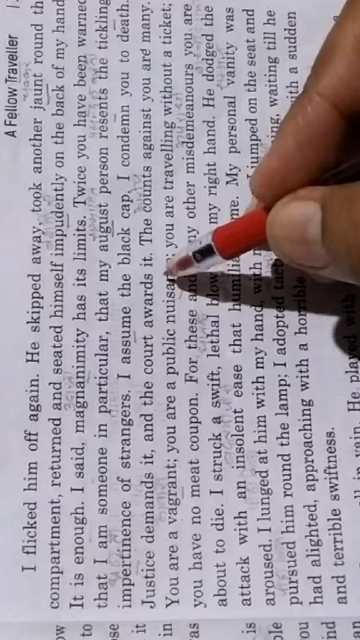 A Fellow Traveller
I flicked him off again. He skipped away, took another jaunt round th
compartment, returned and seated himself impudently on the back of my hand
It is enough. I said, magnanimity has its limits. Twice you have been warned
that I am someone in particular, that my august person resents the tickling
impertinence of strangers. I assume the black cap. I condemn you to death.
Justice demands it, and the court awards it. The counts against you are many.
You are a vagrant; you are a public nuisance; you are travelling without a ticket;
you have no meat coupon. For these and other misdemeanours you are
about to die. I struck a swift, lethal blow my right hand. He dodged the
attack with an insolent ease that humilia me. My personal vanity was
aroused. I lunged at him with my hand, with jumped on the seat and
pursued him round the lamp; I adopted waiting till he
had alighted, approaching with a horrible with a sudden
and terrible swiftness.
in vain. He played